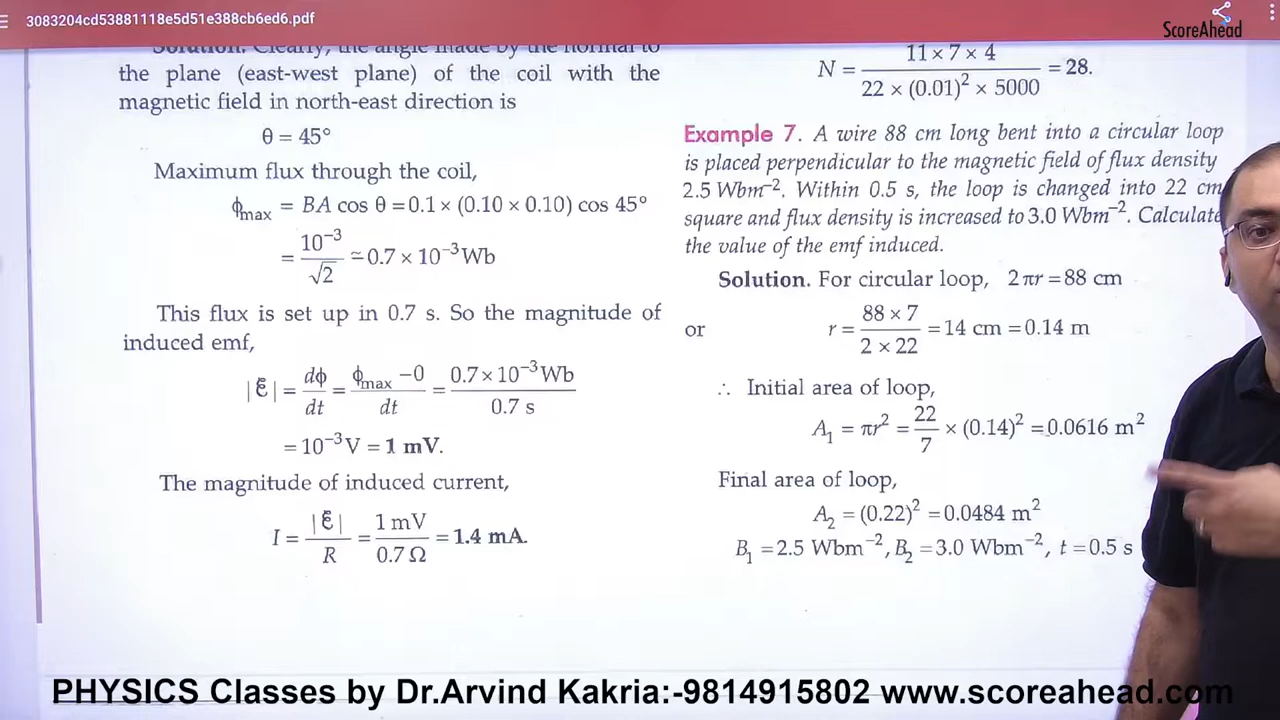 3083204cd53881118e5d51e388cb6ed6.pdf
ScoreAhead
Solution. Clearly, the angle made by the normal to
the plane (east-west plane) of the coil with the
magnetic field in north-east direction is
θ = 45°
Maximum flux through the coil,
ϕmax = BA cos θ = 0.1 × (0.10 × 0.10) cos 45°
= 10⁻³ / √2 ≃ 0.7 × 10⁻³ Wb
This flux is set up in 0.7 s. So the magnitude of
induced emf,
|ℰ| = dϕ/dt = (ϕmax − 0)/dt = 0.7 × 10⁻³ Wb / 0.7 s
= 10⁻³ V = 1 mV.
The magnitude of induced current,
I = |ℰ|/R = 1 mV / 0.7 Ω = 1.4 mA.
N = 11 × 7 × 4 / 22 × (0.01)² × 5000 = 28.
Example 7. A wire 88 cm long bent into a circular loop
is placed perpendicular to the magnetic field of flux density
2.5 Wbm⁻². Within 0.5 s, the loop is changed into 22 cm
square and flux density is increased to 3.0 Wbm⁻². Calculate
the value of the emf induced.
Solution. For circular loop, 2πr = 88 cm
or r = 88 × 7 / 2 × 22 = 14 cm = 0.14 m
∴ Initial area of loop,
A₁ = πr² = 22/7 × (0.14)² = 0.0616 m²
Final area of loop,
A₂ = (0.22)² = 0.0484 m²
B₁ = 2.5 Wbm⁻², B₂ = 3.0 Wbm⁻², t = 0.5 s
PHYSICS Classes by Dr.Arvind Kakria:-9814915802 www.scoreahead.com